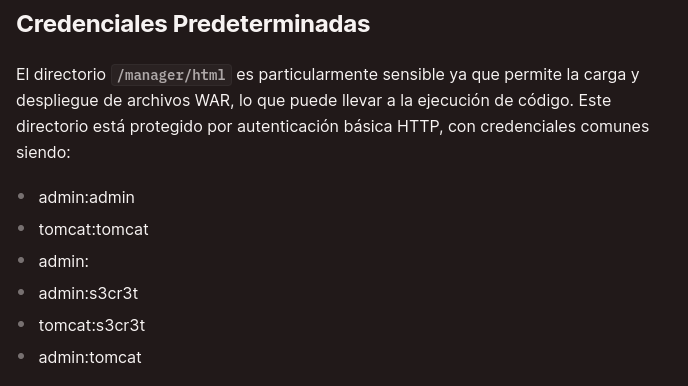 Credenciales Predeterminadas
El directorio /manager/html es particularmente sensible ya que permite la carga y
despliegue de archivos WAR, lo que puede llevar a la ejecución de código. Este
directorio está protegido por autenticación básica HTTP, con credenciales comunes
siendo:
• admin:admin
• tomcat:tomcat
• admin:
• admin:s3cr3t
• tomcat:s3cr3t
• admin:tomcat